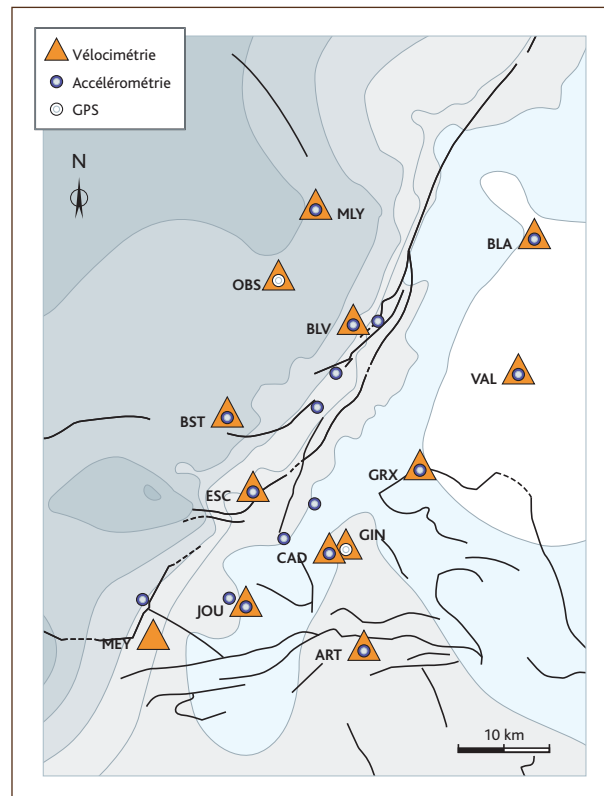 Vélocimétrie
Accélérométrie
GPS
N
MLY
BLA
OBS
BLV
VAL
BST
GRX
ESC
GIN
CAD
JOU
MEY
ART
10 km